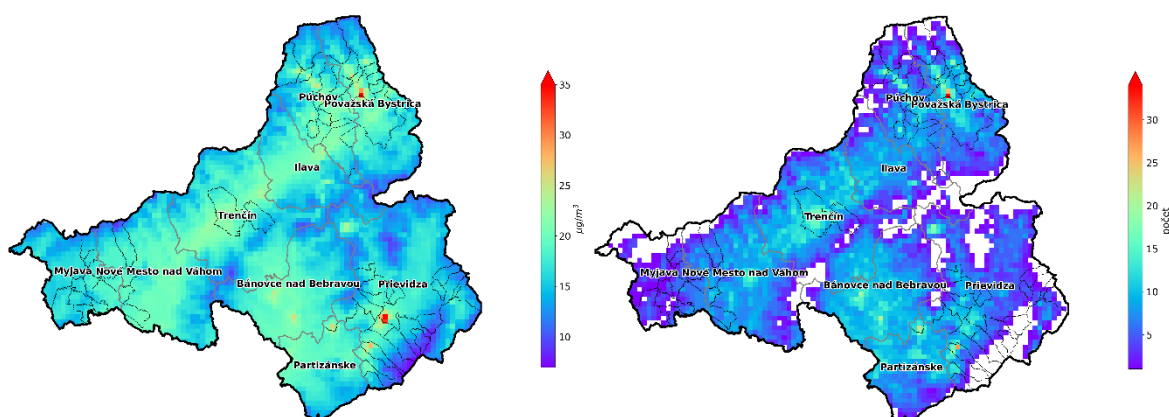 Púchov
Považská Bystrica
Ilava
Trenčín
Myjava Nové Mesto nad Váhom
Bánovce nad Bebravou
Prievidza
Partizánske
35
30
25
20
15
10
µg/m³
Púchov
Považská Bystrica
Ilava
Trenčín
Myjava Nové Mesto nad Váhom
Bánovce nad Bebravou
Prievidza
Partizánske
30
25
20
15
10
5
počet